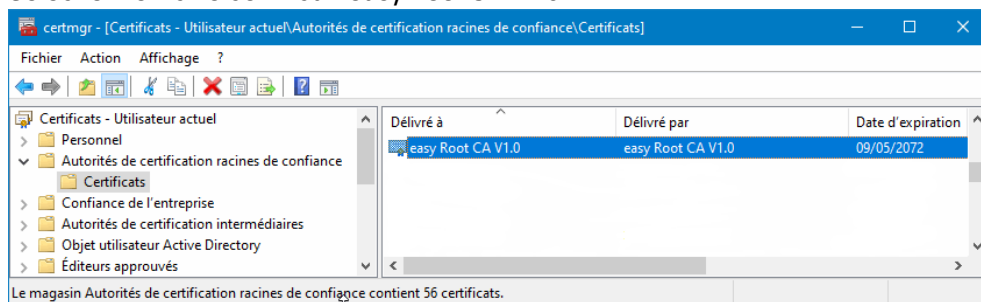 certmgr - [Certificats - Utilisateur actuel\Autorités de certification racines de confiance\Certificats]
Fichier Action Affichage ?
Certificats - Utilisateur actuel
Personnel
Autorités de certification racines de confiance
Certificats
Confiance de l'entreprise
Autorités de certification intermédiaires
Objet utilisateur Active Directory
Éditeurs approuvés
Délivré à Délivré par Date d'expiration
easy Root CA V1.0 easy Root CA V1.0 09/05/2072
Le magasin Autorités de certification racines de confiance contient 56 certificats.